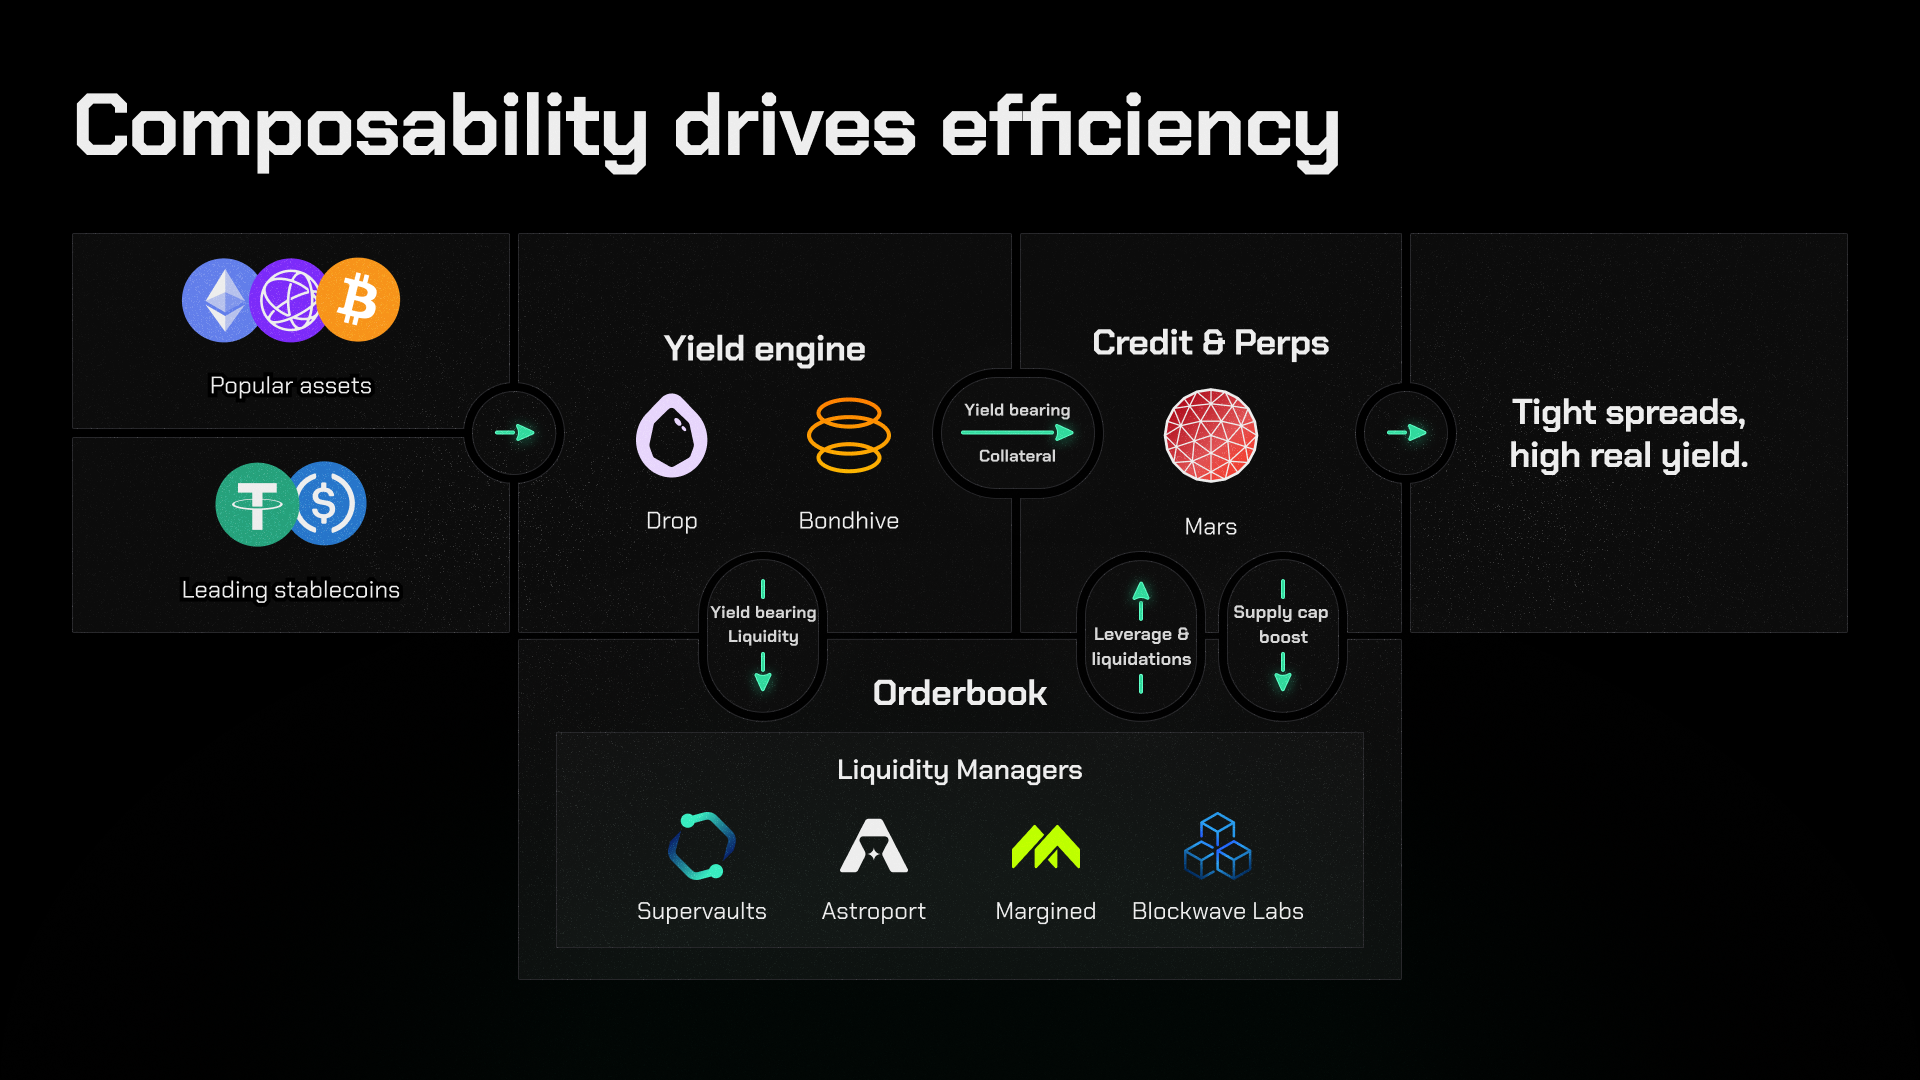 Composability drives efficiency
Popular assets
Leading stablecoins
Yield engine
Drop
Bondhive
Yield bearing
Collateral
Credit & Perps
Mars
Tight spreads,
high real yield.
Yield bearing
Liquidity
Leverage &
liquidations
Supply cap
boost
Orderbook
Liquidity Managers
Supervaults
Astroport
Margined
Blockwave Labs